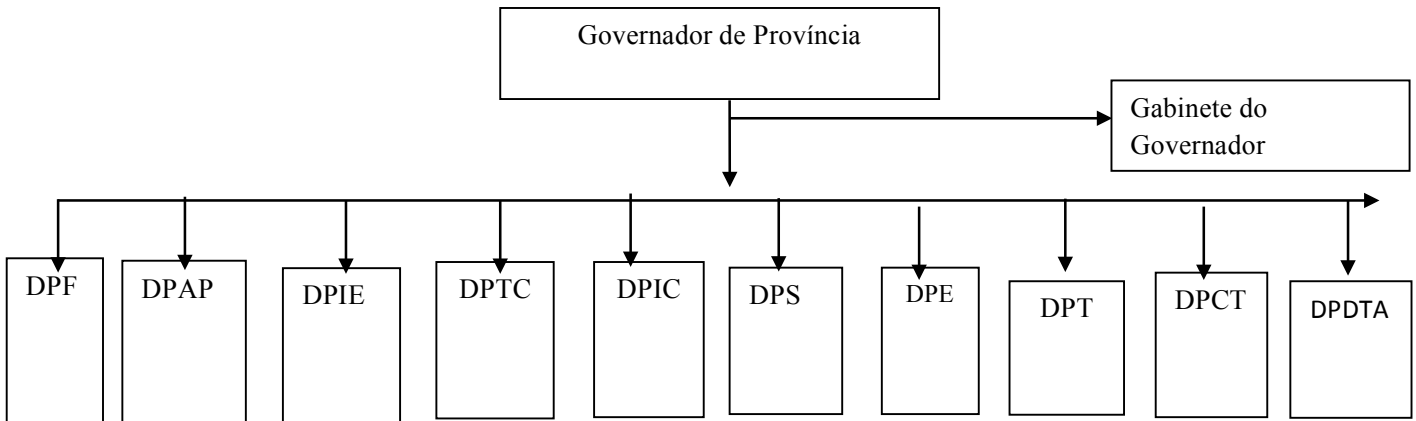 Governador de Província
Gabinete do
Governador
DPF
DPAP
DPIE
DPTC
DPIC
DPS
DPE
DPT
DPCT
DPDTA